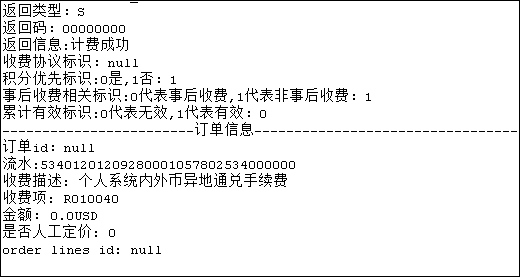 返回类型: S
返回码: 00000000
返回信息:计费成功
收费协议标识: null
积分优先标识:0是,1否: 1
事后收费相关标识:0代表事后收费,1代表非事后收费: 1
累计有效标识:0代表无效,1代表有效: 0
------------------------订单信息---------------------------------
订单id: null
流水:5340120120928000105780253400000​0
收费描述: 个人系统内外币异地通兑手续费
收费项: R010040
金额: 0.0USD
是否人工定价: 0
order lines id: null